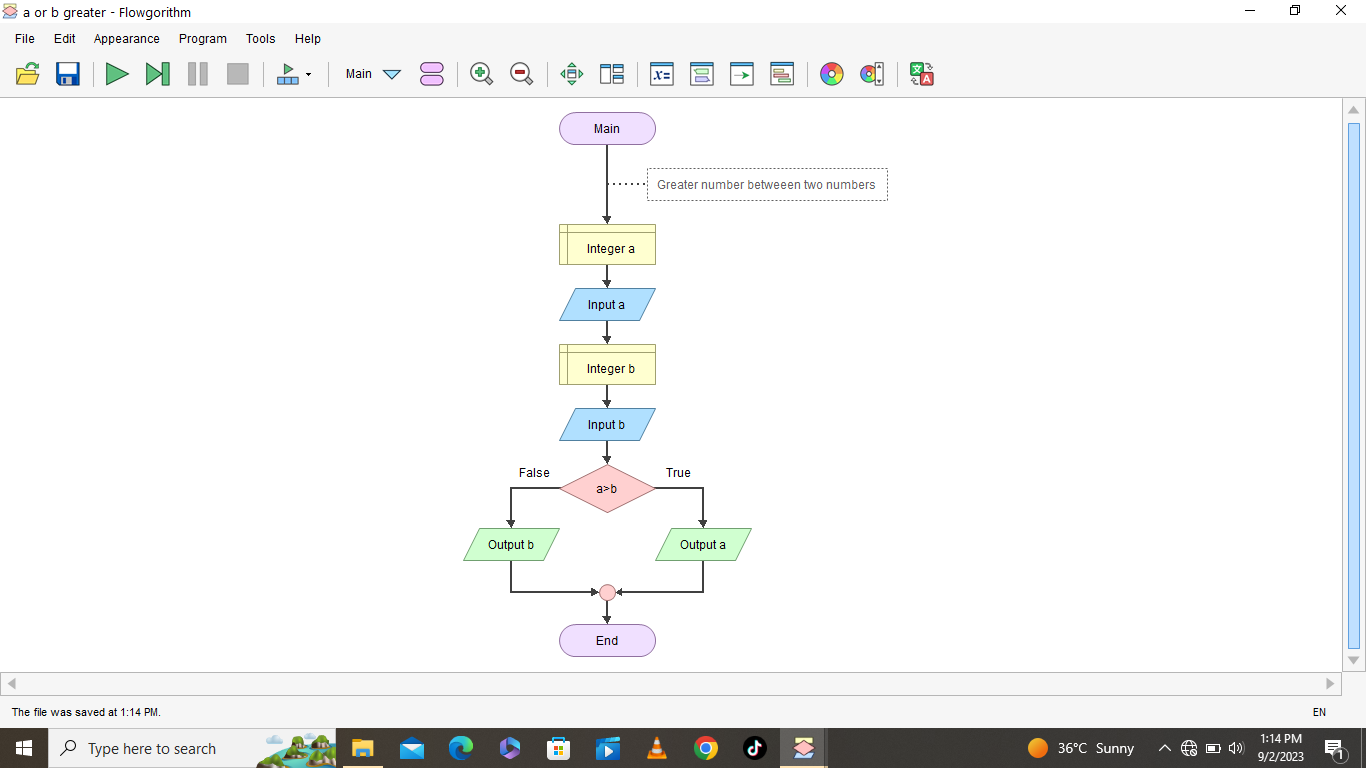 a or b greater - Flowgorithm
File Edit Appearance Program Tools Help
Main
x=
文
A
Main
Greater number betweeen two numbers
Integer a
Input a
Integer b
Input b
False
True
a>b
Output b
Output a
End
The file was saved at 1:14 PM.
EN
Type here to search
36°C Sunny
1:14 PM
9/2/2023
1